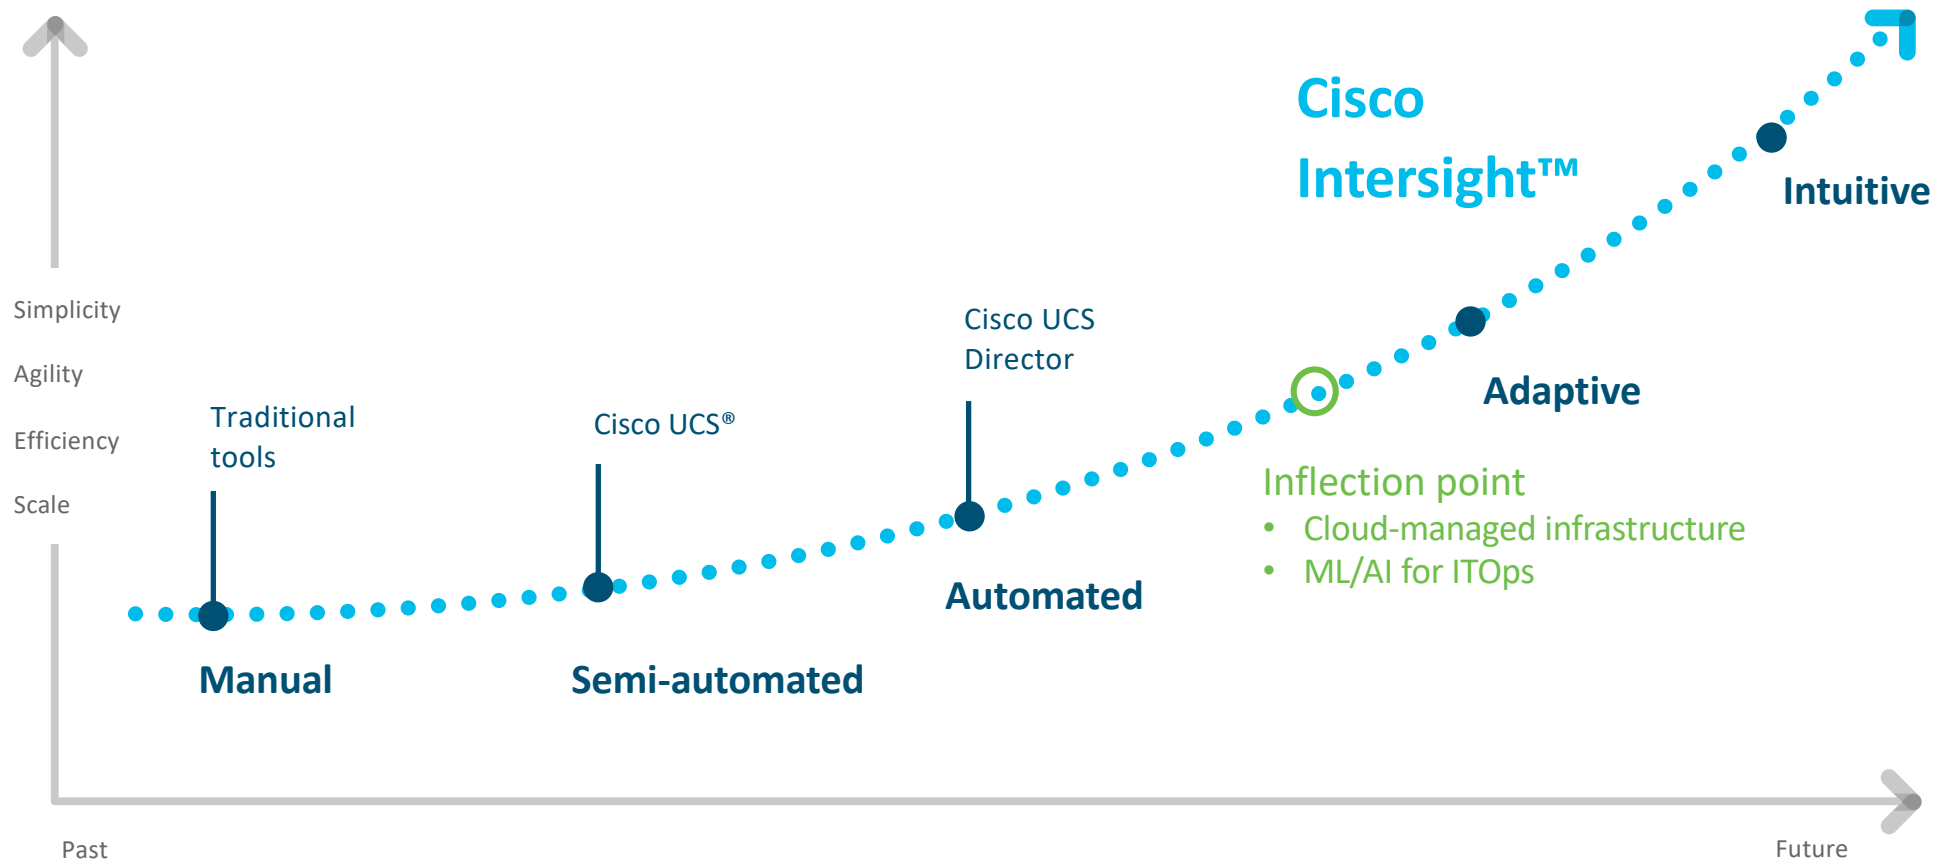 Cisco
Intersight™
Intuitive
Simplicity
Agility
Efficiency
Scale
Traditional
tools
Cisco UCS®
Cisco UCS
Director
Adaptive
Inflection point
• Cloud-managed infrastructure
• ML/AI for ITOps
Automated
Manual
Semi-automated
Past
Future